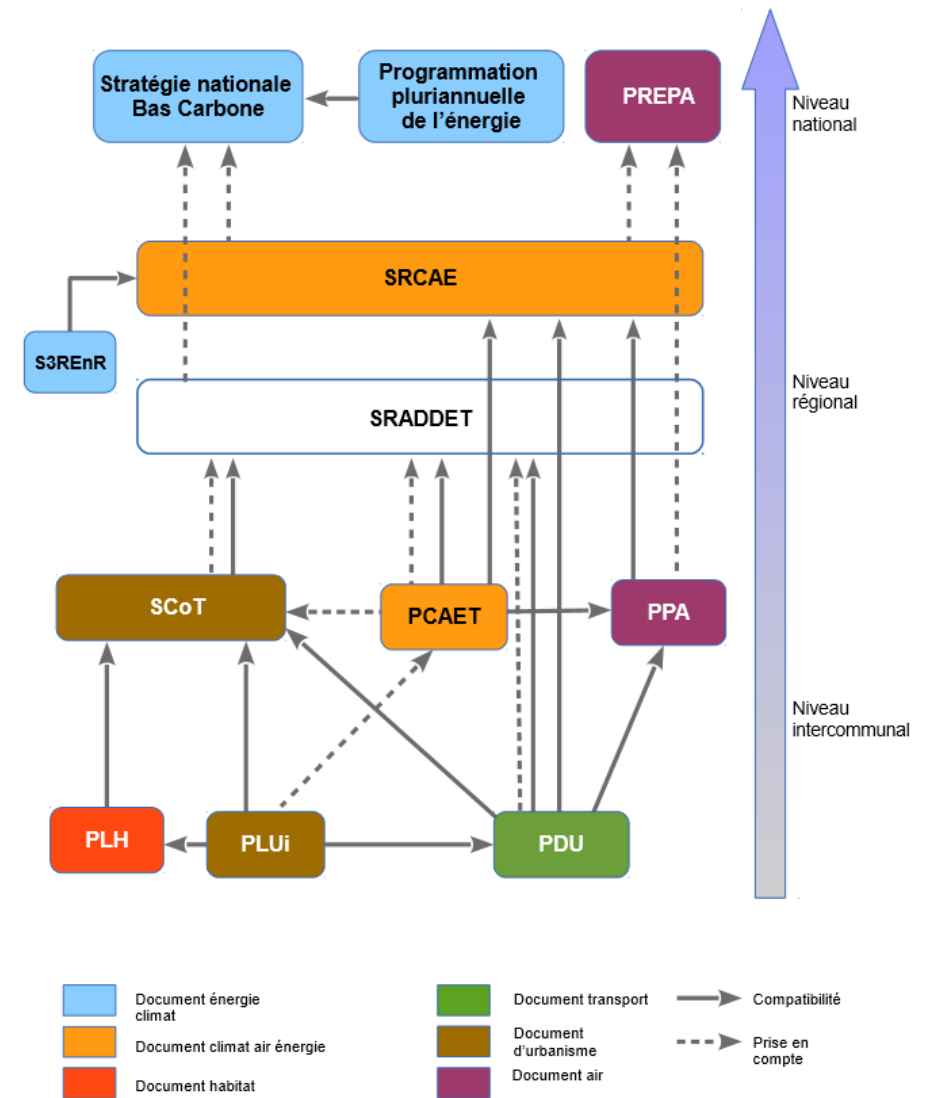 Stratégie nationale
Bas Carbone
Programmation
pluriannuelle
de l'énergie
PREPA
Niveau
national
SRCAE
S3REnR
SRADDET
Niveau
régional
SCoT
PCAET
PPA
Niveau
intercommunal
PLH
PLUi
PDU
Document énergie
climat
Document climat air énergie
Document habitat
Document transport
Document
d'urbanisme
Document air
Compatibilité
Prise en
compte